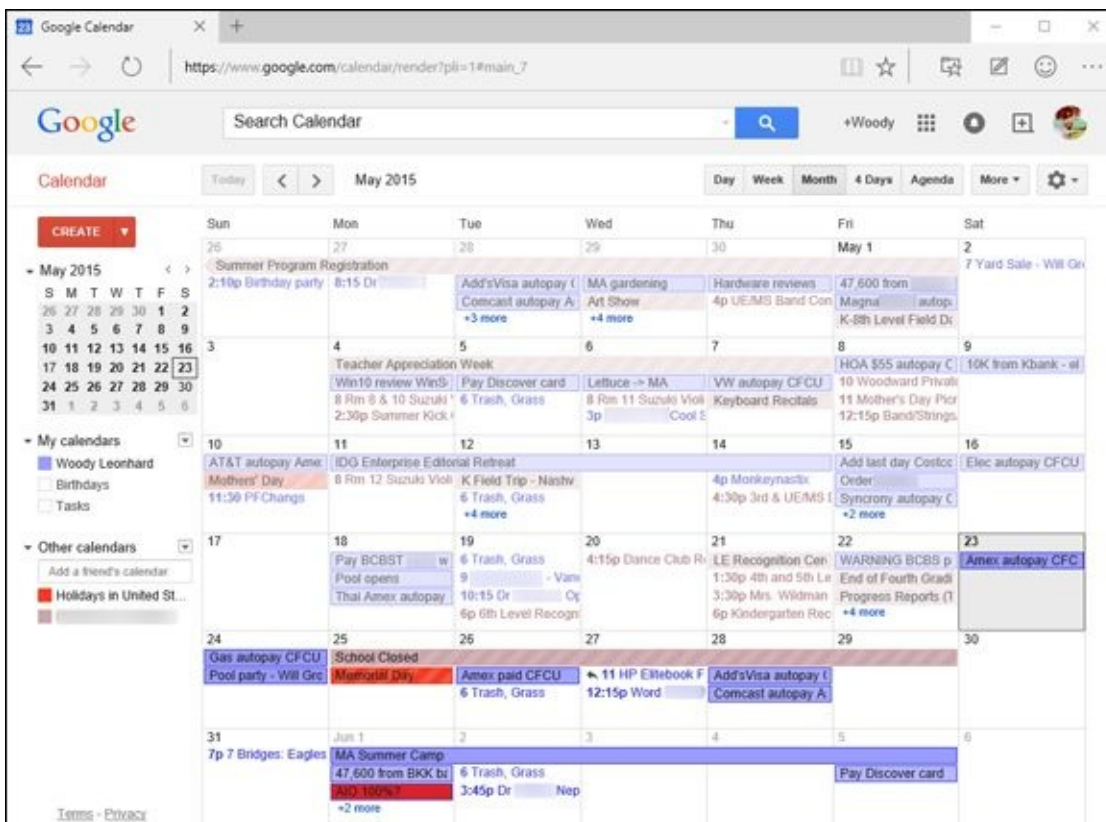 Google Calendar
https://www.google.com/calendar/render?pli=1#main_7
Google
Search Calendar
+Woody
Calendar
Today
May 2015
Day Week Month 4 Days Agenda More
CREATE
May 2015
S M T W T F S
26 27 28 29 30 1 2
3 4 5 6 7 8 9
10 11 12 13 14 15 16
17 18 19 20 21 22 23
24 25 26 27 28 29 30
31 1 2 3 4 5 6
My calendars
Woody Leonhard
Birthdays
Tasks
Other calendars
Add a friend's calendar
Holidays in United St...
Terms - Privacy
Sun Mon Tue Wed Thu Fri Sat
26 27 28 29 30 May 1 2
Summer Program Registration 7 Yard Sale - Will Gr
2:10p Birthday party 8:15 Dr Add'sVisa autopay MA gardening Hardware reviews 47,600 from
Comcast autopay A Art Show 4p UE/MS Band Con Magna autop
+3 more +4 more K-8th Level Field D
3 4 5 6 7 8 9
Teacher Appreciation Week HOA $55 autopay C 10K from Kbank - el
Win10 review WinS Pay Discover card Lettuce -> MA VW autopay CFCU 10 Woodward Privat
8 Rm 8 & 10 Suzuki 6 Trash, Grass 8 Rm 11 Suzuki Violi Keyboard Recitals 11 Mother's Day Picr
2:30p Summer Kick 3p Cool S 12:15p Band/Strings
10 11 12 13 14 15 16
AT&T autopay Ame IDG Enterprise Editorial Retreat Add last day Costco Elec autopay CFCU
Mothers' Day 8 Rm 12 Suzuki Violi K Field Trip - Nashv 4p Monkeynastix Order
11:30 PFChangs 6 Trash, Grass 4:30p 3rd & UE/MS Syncrony autopay C
+4 more +2 more
17 18 19 20 21 22 23
Pay BCBST w 6 Trash, Grass 4:15p Dance Club R LE Recognition Cer WARNING BCBS p Amex autopay CFC
Pool opens 9 - Van 1:30p 4th and 5th Le End of Fourth Gradi
Thai Amex autopay 10:15 Dr Op 3:30p Mrs. Wildman Progress Reports (T
6p 6th Level Recogn 6p Kindergarten Rec +4 more
24 25 26 27 28 29 30
Gas autopay CFCU School Closed
Pool party - Will Gro Memorial Day Amex paid CFCU 11 HP Elitebook F Add'sVisa autopay
6 Trash, Grass 12:15p Word Comcast autopay A
31 Jun 1 2 3 4 5 6
7p 7 Bridges: Eagles MA Summer Camp
47,600 from BKK ba 6 Trash, Grass Pay Discover card
AIO 100%? 3:45p Dr Nep
+2 more